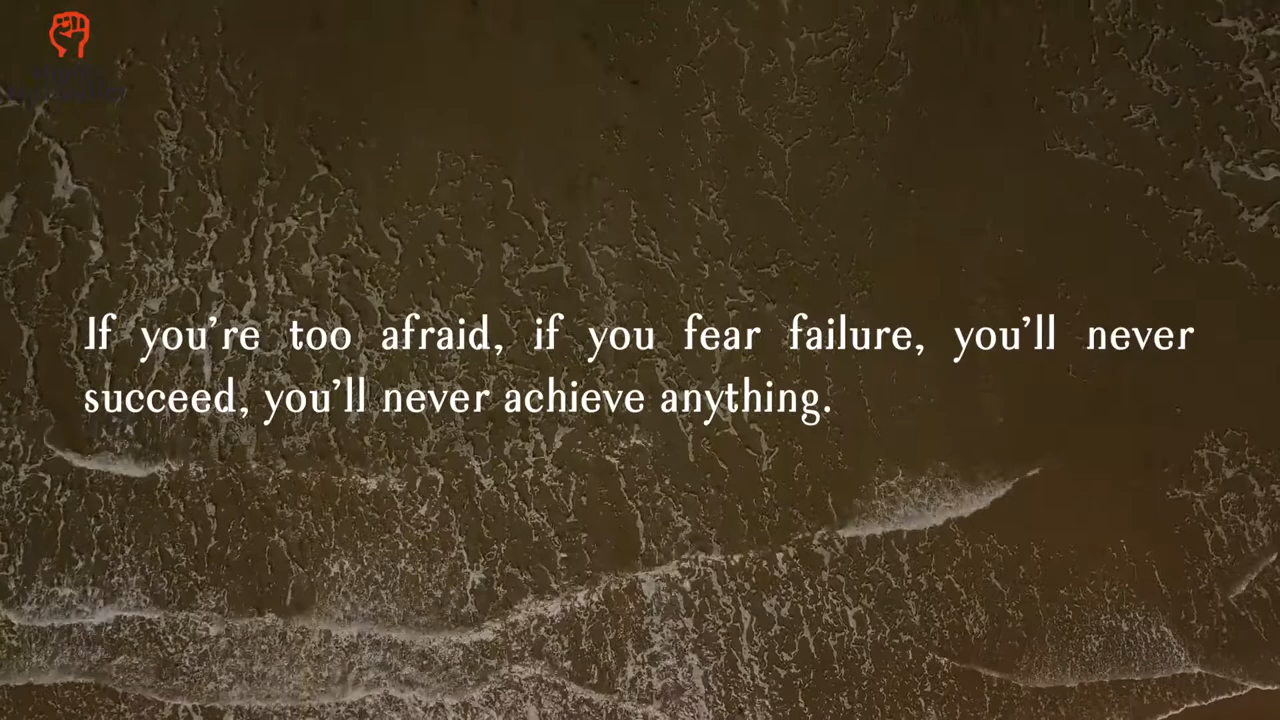 If you’re too afraid, if you fear failure, you’ll never
succeed, you’ll never achieve anything.